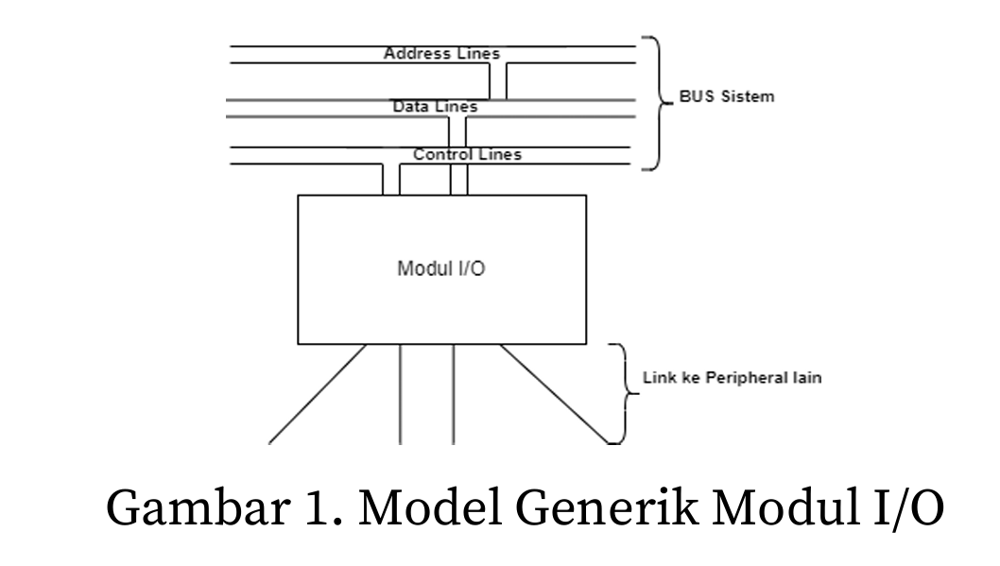 Address Lines
BUS Sistem
Data Lines
Control Lines
Modul I/O
Link ke Peripheral lain
Gambar 1. Model Generik Modul I/O